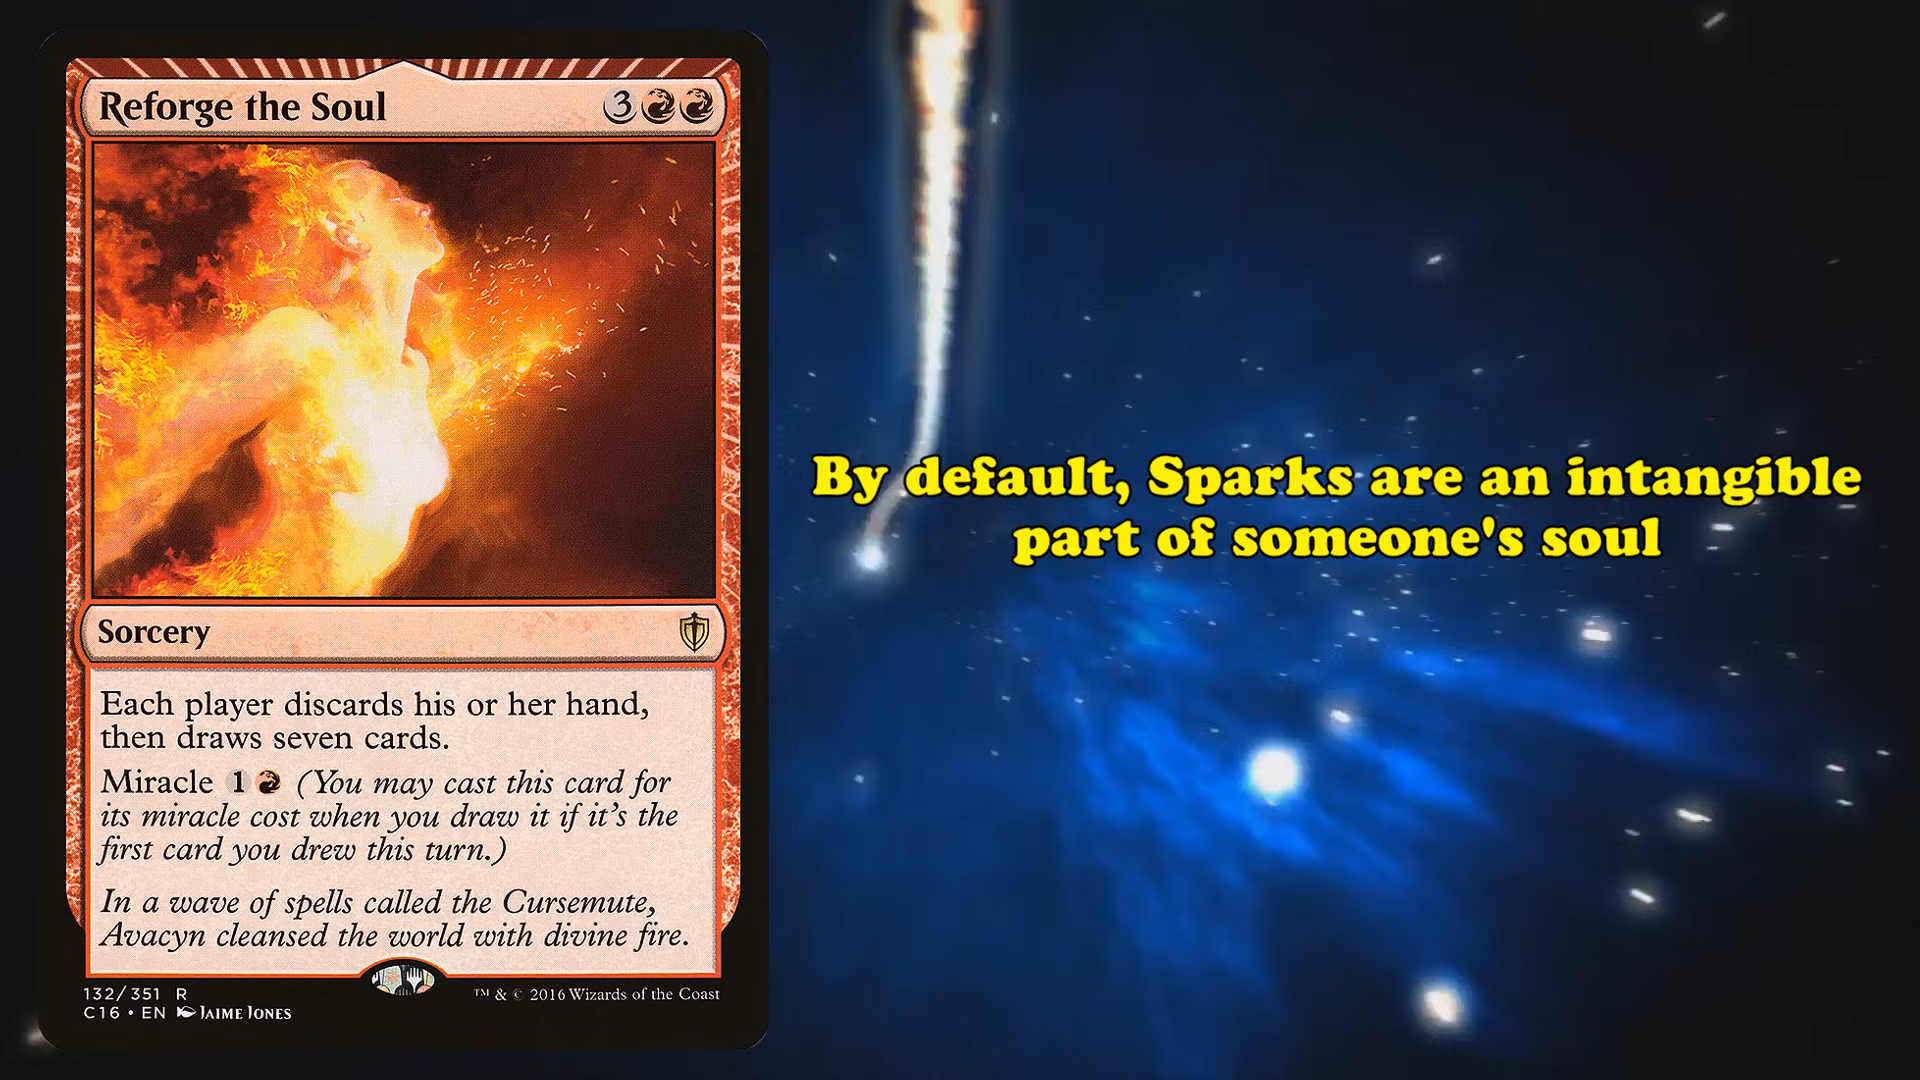 Reforge the Soul 3
By default, Sparks are an intangible
part of someone's soul
Sorcery
Each player discards his or her hand,
then draws seven cards.
Miracle 1 (You may cast this card for
its miracle cost when you draw it if it's the
first card you drew this turn.)
In a wave of spells called the Cursemute,
Avacyn cleansed the world with divine fire.
132/351 R
C16 • EN JAIME JONES
™ & © 2016 Wizards of the Coast